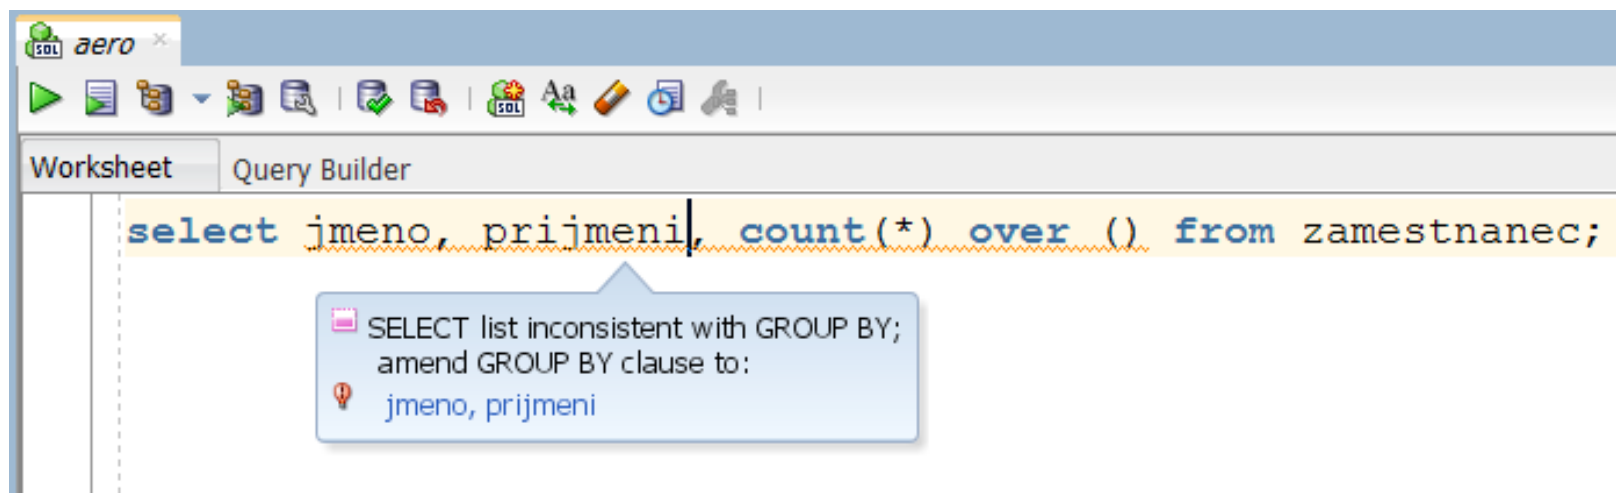 aero
Worksheet Query Builder
select jmeno, prijmeni, count(*) over () from zamestnanec;
SELECT list inconsistent with GROUP BY;
amend GROUP BY clause to:
jmeno, prijmeni